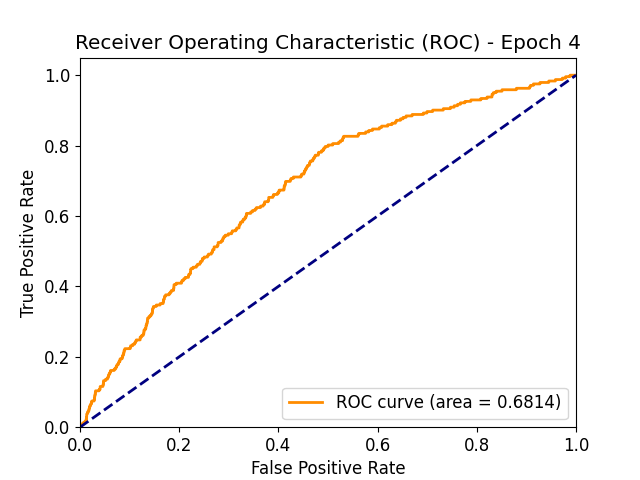 Receiver Operating Characteristic (ROC) - Epoch 4
True Positive Rate
1.0
0.8
0.6
0.4
0.2
0.0
ROC curve (area = 0.6814)
0.0 0.2 0.4 0.6 0.8 1.0
False Positive Rate